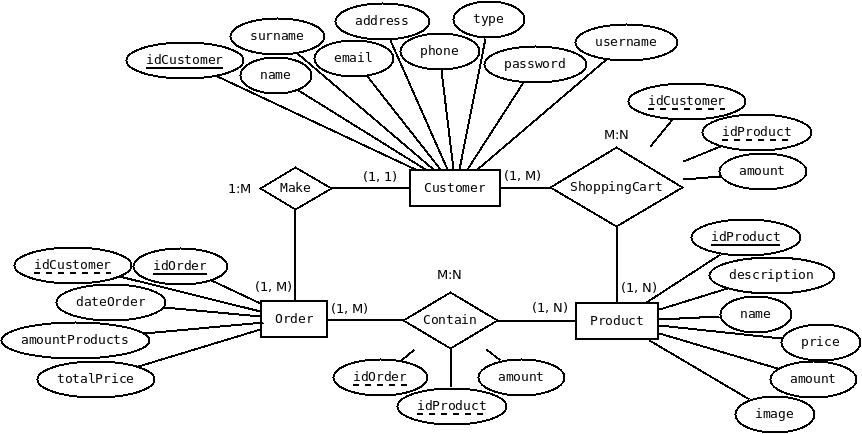 address
type
surname
username
email
phone
idCustomer
password
name
idCustomer
idProduct
M:N
amount
(1, 1)
(1, M)
1:M
Make
Customer
ShoppingCart
idProduct
idCustomer
idOrder
description
M:N
(1, M)
(1, N)
dateOrder
(1, M)
(1, N)
name
Order
Contain
Product
amountProducts
price
totalPrice
idOrder
amount
amount
idProduct
image